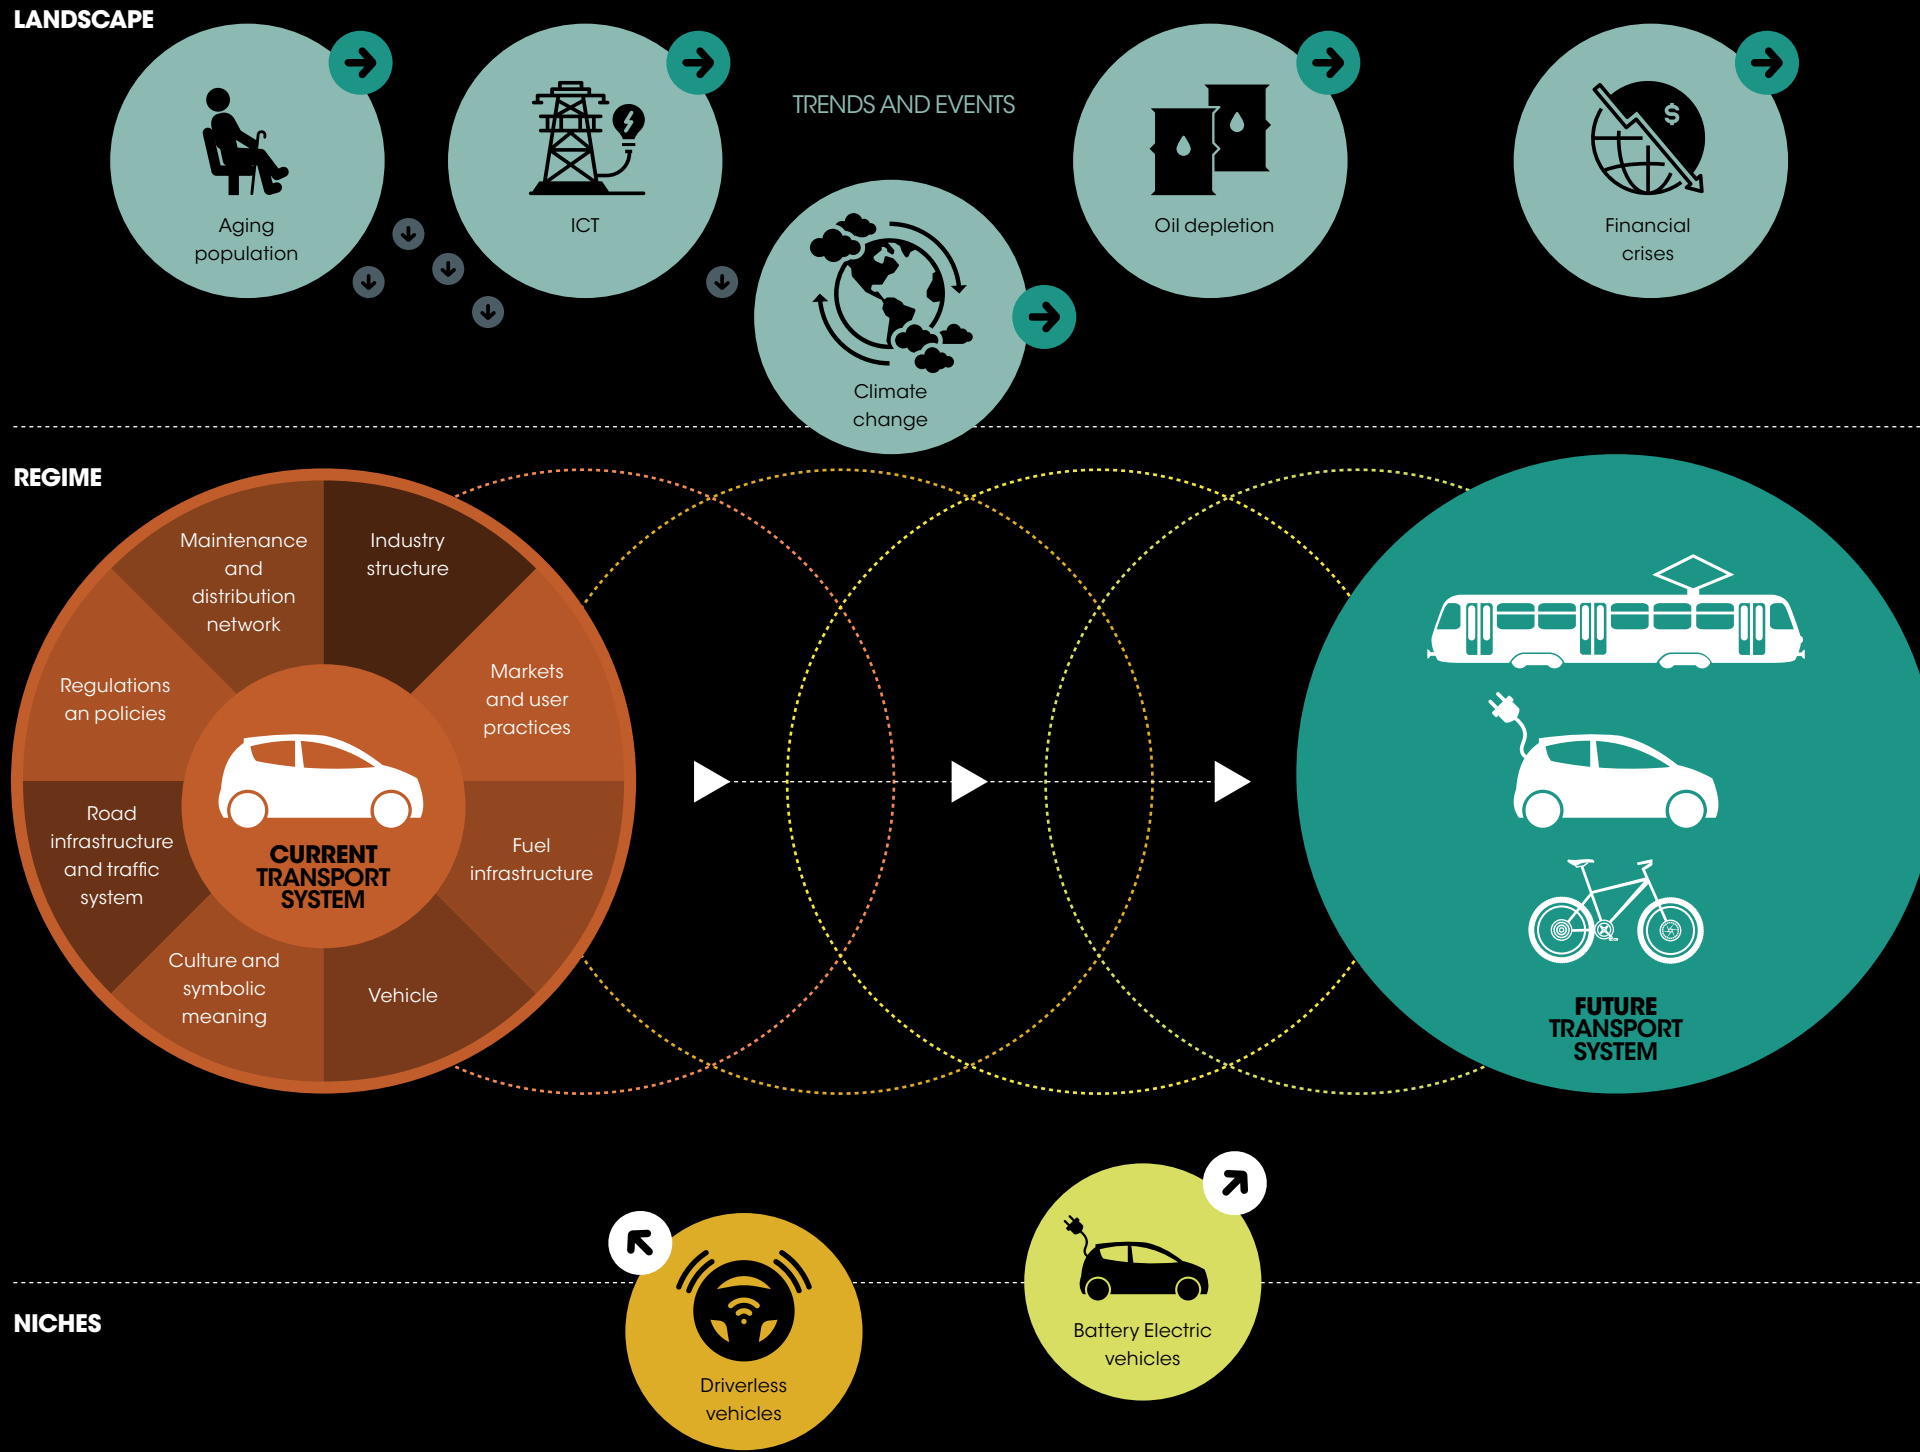 LANDSCAPE
Aging
population
ICT
TRENDS AND EVENTS
Climate
change
Oil depletion
$
Financial
crises
REGIME
Maintenance
and
distribution
network
Industry
structure
Markets
and user
practices
Fuel
infrastructure
Vehicle
Culture and
symbolic
meaning
Road
infrastructure
and traffic
system
Regulations
an policies
CURRENT
TRANSPORT
SYSTEM
FUTURE
TRANSPORT
SYSTEM
NICHES
Driverless
vehicles
Battery Electric
vehicles